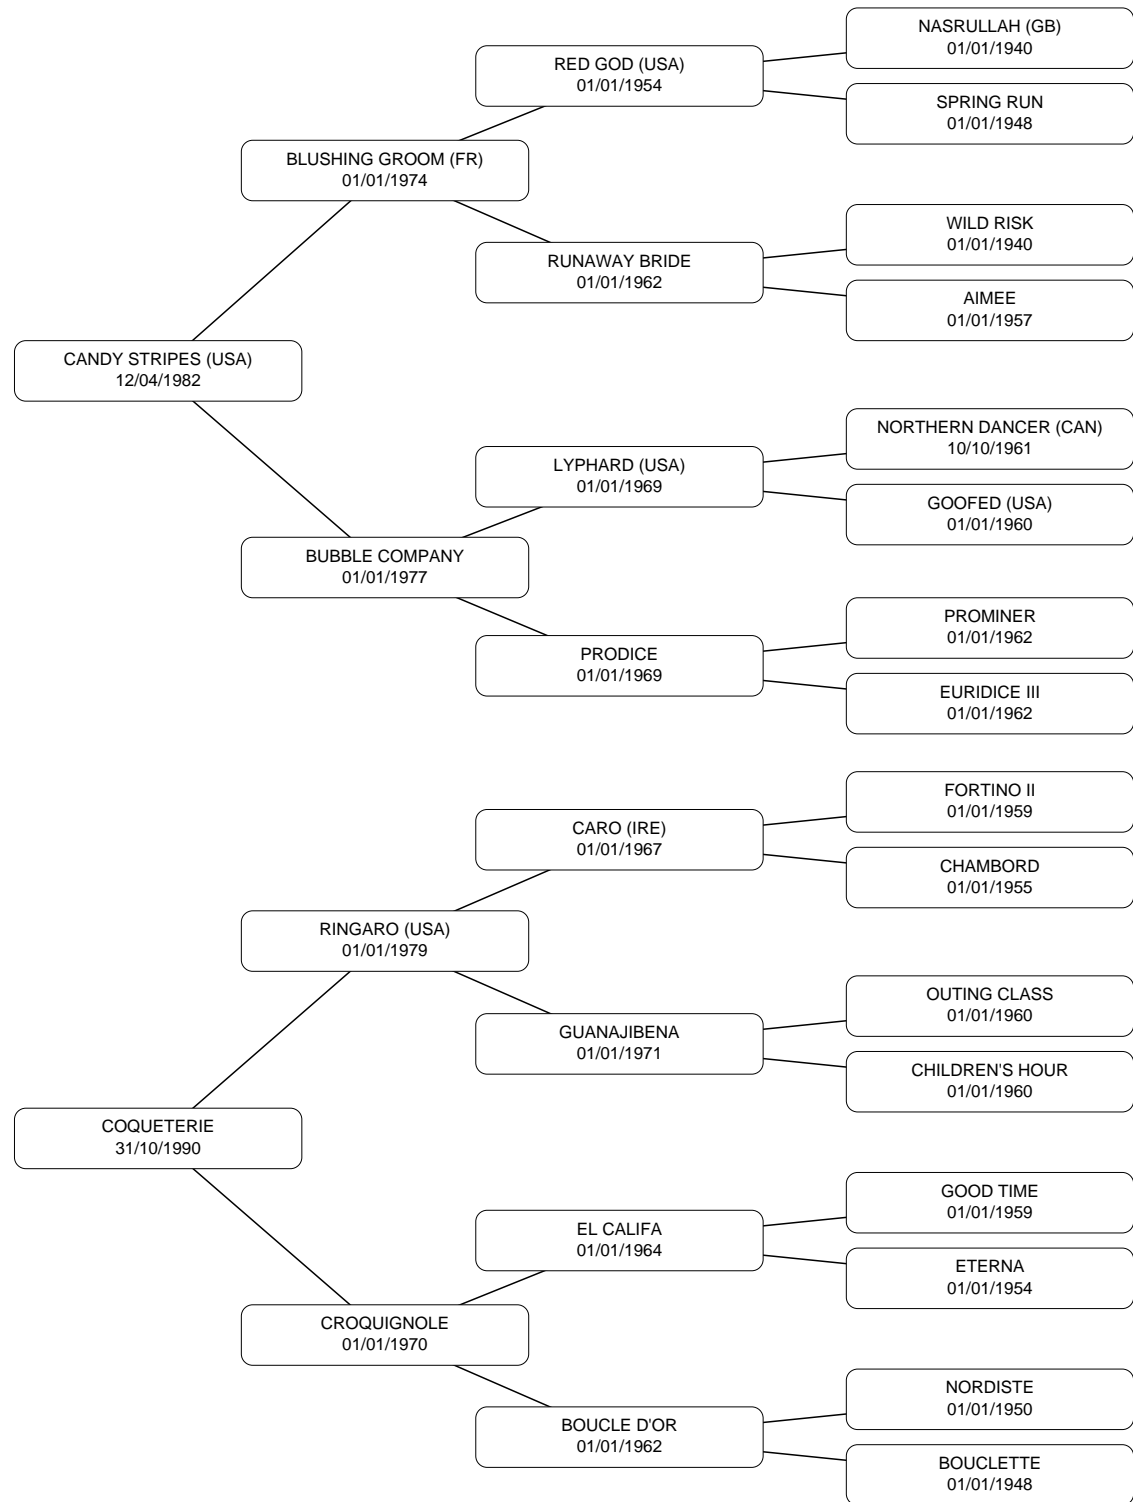 NASRULLAH (GB)
01/01/1940
RED GOD (USA)
01/01/1954
SPRING RUN
01/01/1948
BLUSHING GROOM (FR)
01/01/1974
WILD RISK
01/01/1940
RUNAWAY BRIDE
01/01/1962
AIMEE
01/01/1957
CANDY STRIPES (USA)
12/04/1982
NORTHERN DANCER (CAN)
10/10/1961
LYPHARD (USA)
01/01/1969
GOOFED (USA)
01/01/1960
BUBBLE COMPANY
01/01/1977
PROMINER
01/01/1962
PRODICE
01/01/1969
EURIDICE III
01/01/1962
FORTINO II
01/01/1959
CARO (IRE)
01/01/1967
CHAMBORD
01/01/1955
RINGARO (USA)
01/01/1979
OUTING CLASS
01/01/1960
GUANAJIBENA
01/01/1971
CHILDREN'S HOUR
01/01/1960
COQUETERIE
31/10/1990
GOOD TIME
01/01/1959
EL CALIFA
01/01/1964
ETERNA
01/01/1954
CROQUIGNOLE
01/01/1970
NORDISTE
01/01/1950
BOUCLE D'OR
01/01/1962
BOUCLETTE
01/01/1948